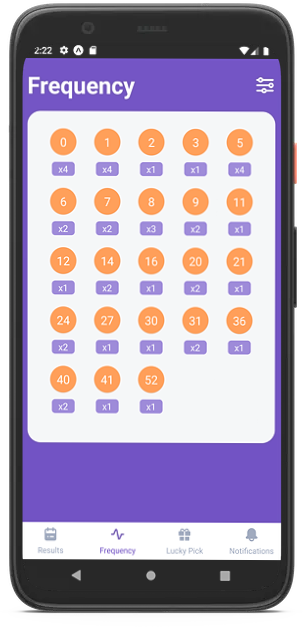 2:22
Frequency
0 1 2 3 5
x4 x4 x1 x1 x4
6 7 8 9 11
x2 x2 x3 x2 x2
12 14 16 20 21
x1 x2 x1 x2 x1
24 27 30 31 36
x2 x1 x1 x2 x1
40 41 52
x2 x1 x1
Results Frequency Lucky Pick Notifications